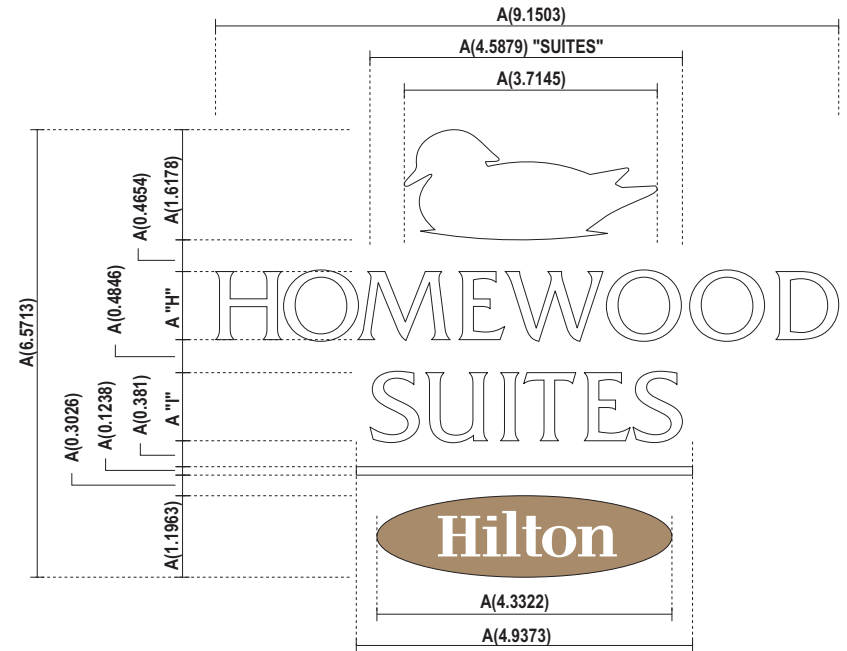 A(9.1503)
A(4.5879) "SUITES"
A(3.7145)
A(6.5713)
A(1.6178)
A(0.4654)
A "H"
A(0.4846)
A "I"
A(0.381)
A(0.1238)
A(0.3026)
A(1.1963)
HOMEWOOD
SUITES
Hilton
A(4.3322)
A(4.9373)